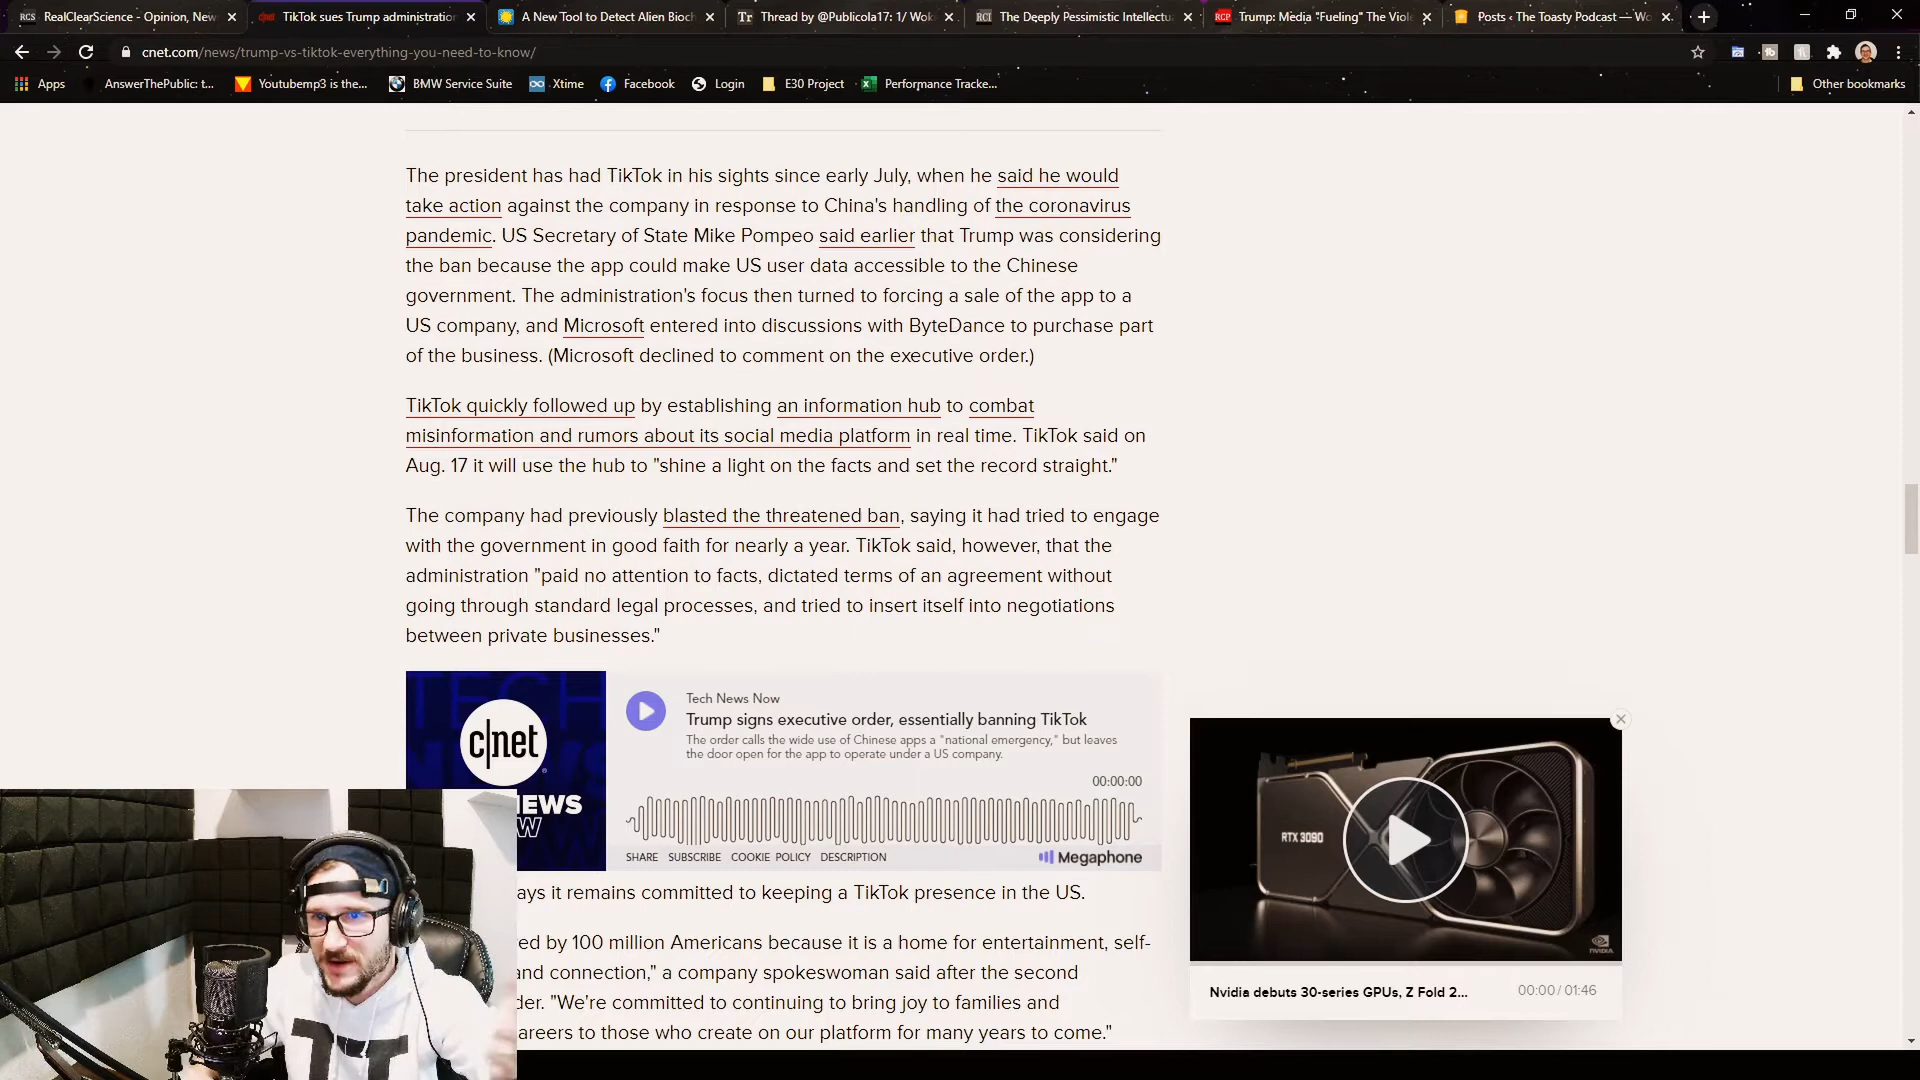 RCS RealClearScience - Opinion, New
TikTok sues Trump administration
A New Tool to Detect Alien Bioch
Tr Thread by @Publicola17: 1/ Wok
RCI The Deeply Pessimistic Intellectu
RCP Trump: Media "Fueling" The Viol
Posts ‹ The Toasty Podcast — Wo
cnet.com/news/trump-vs-tiktok-everything-you-need-to-know/
Apps
AnswerThePublic: t...
Youtubemp3 is the...
BMW Service Suite
Xtime
Facebook
Login
E30 Project
Performance Tracke...
Other bookmarks
The president has had TikTok in his sights since early July, when he said he would
take action against the company in response to China's handling of the coronavirus
pandemic. US Secretary of State Mike Pompeo said earlier that Trump was considering
the ban because the app could make US user data accessible to the Chinese
government. The administration's focus then turned to forcing a sale of the app to a
US company, and Microsoft entered into discussions with ByteDance to purchase part
of the business. (Microsoft declined to comment on the executive order.)
TikTok quickly followed up by establishing an information hub to combat
misinformation and rumors about its social media platform in real time. TikTok said on
Aug. 17 it will use the hub to "shine a light on the facts and set the record straight."
The company had previously blasted the threatened ban, saying it had tried to engage
with the government in good faith for nearly a year. TikTok said, however, that the
administration "paid no attention to facts, dictated terms of an agreement without
going through standard legal processes, and tried to insert itself into negotiations
between private businesses."
TECH
c|net
EWS
W
Tech News Now
Trump signs executive order, essentially banning TikTok
The order calls the wide use of Chinese apps a "national emergency," but leaves
the door open for the app to operate under a US company.
00:00:00
SHARE SUBSCRIBE COOKIE POLICY DESCRIPTION
Megaphone
ays it remains committed to keeping a TikTok presence in the US.
ed by 100 million Americans because it is a home for entertainment, self-
and connection," a company spokeswoman said after the second
der. "We're committed to continuing to bring joy to families and
areers to those who create on our platform for many years to come."
RTX 3090
NVIDIA
Nvidia debuts 30-series GPUs, Z Fold 2...
00:00 / 01:46